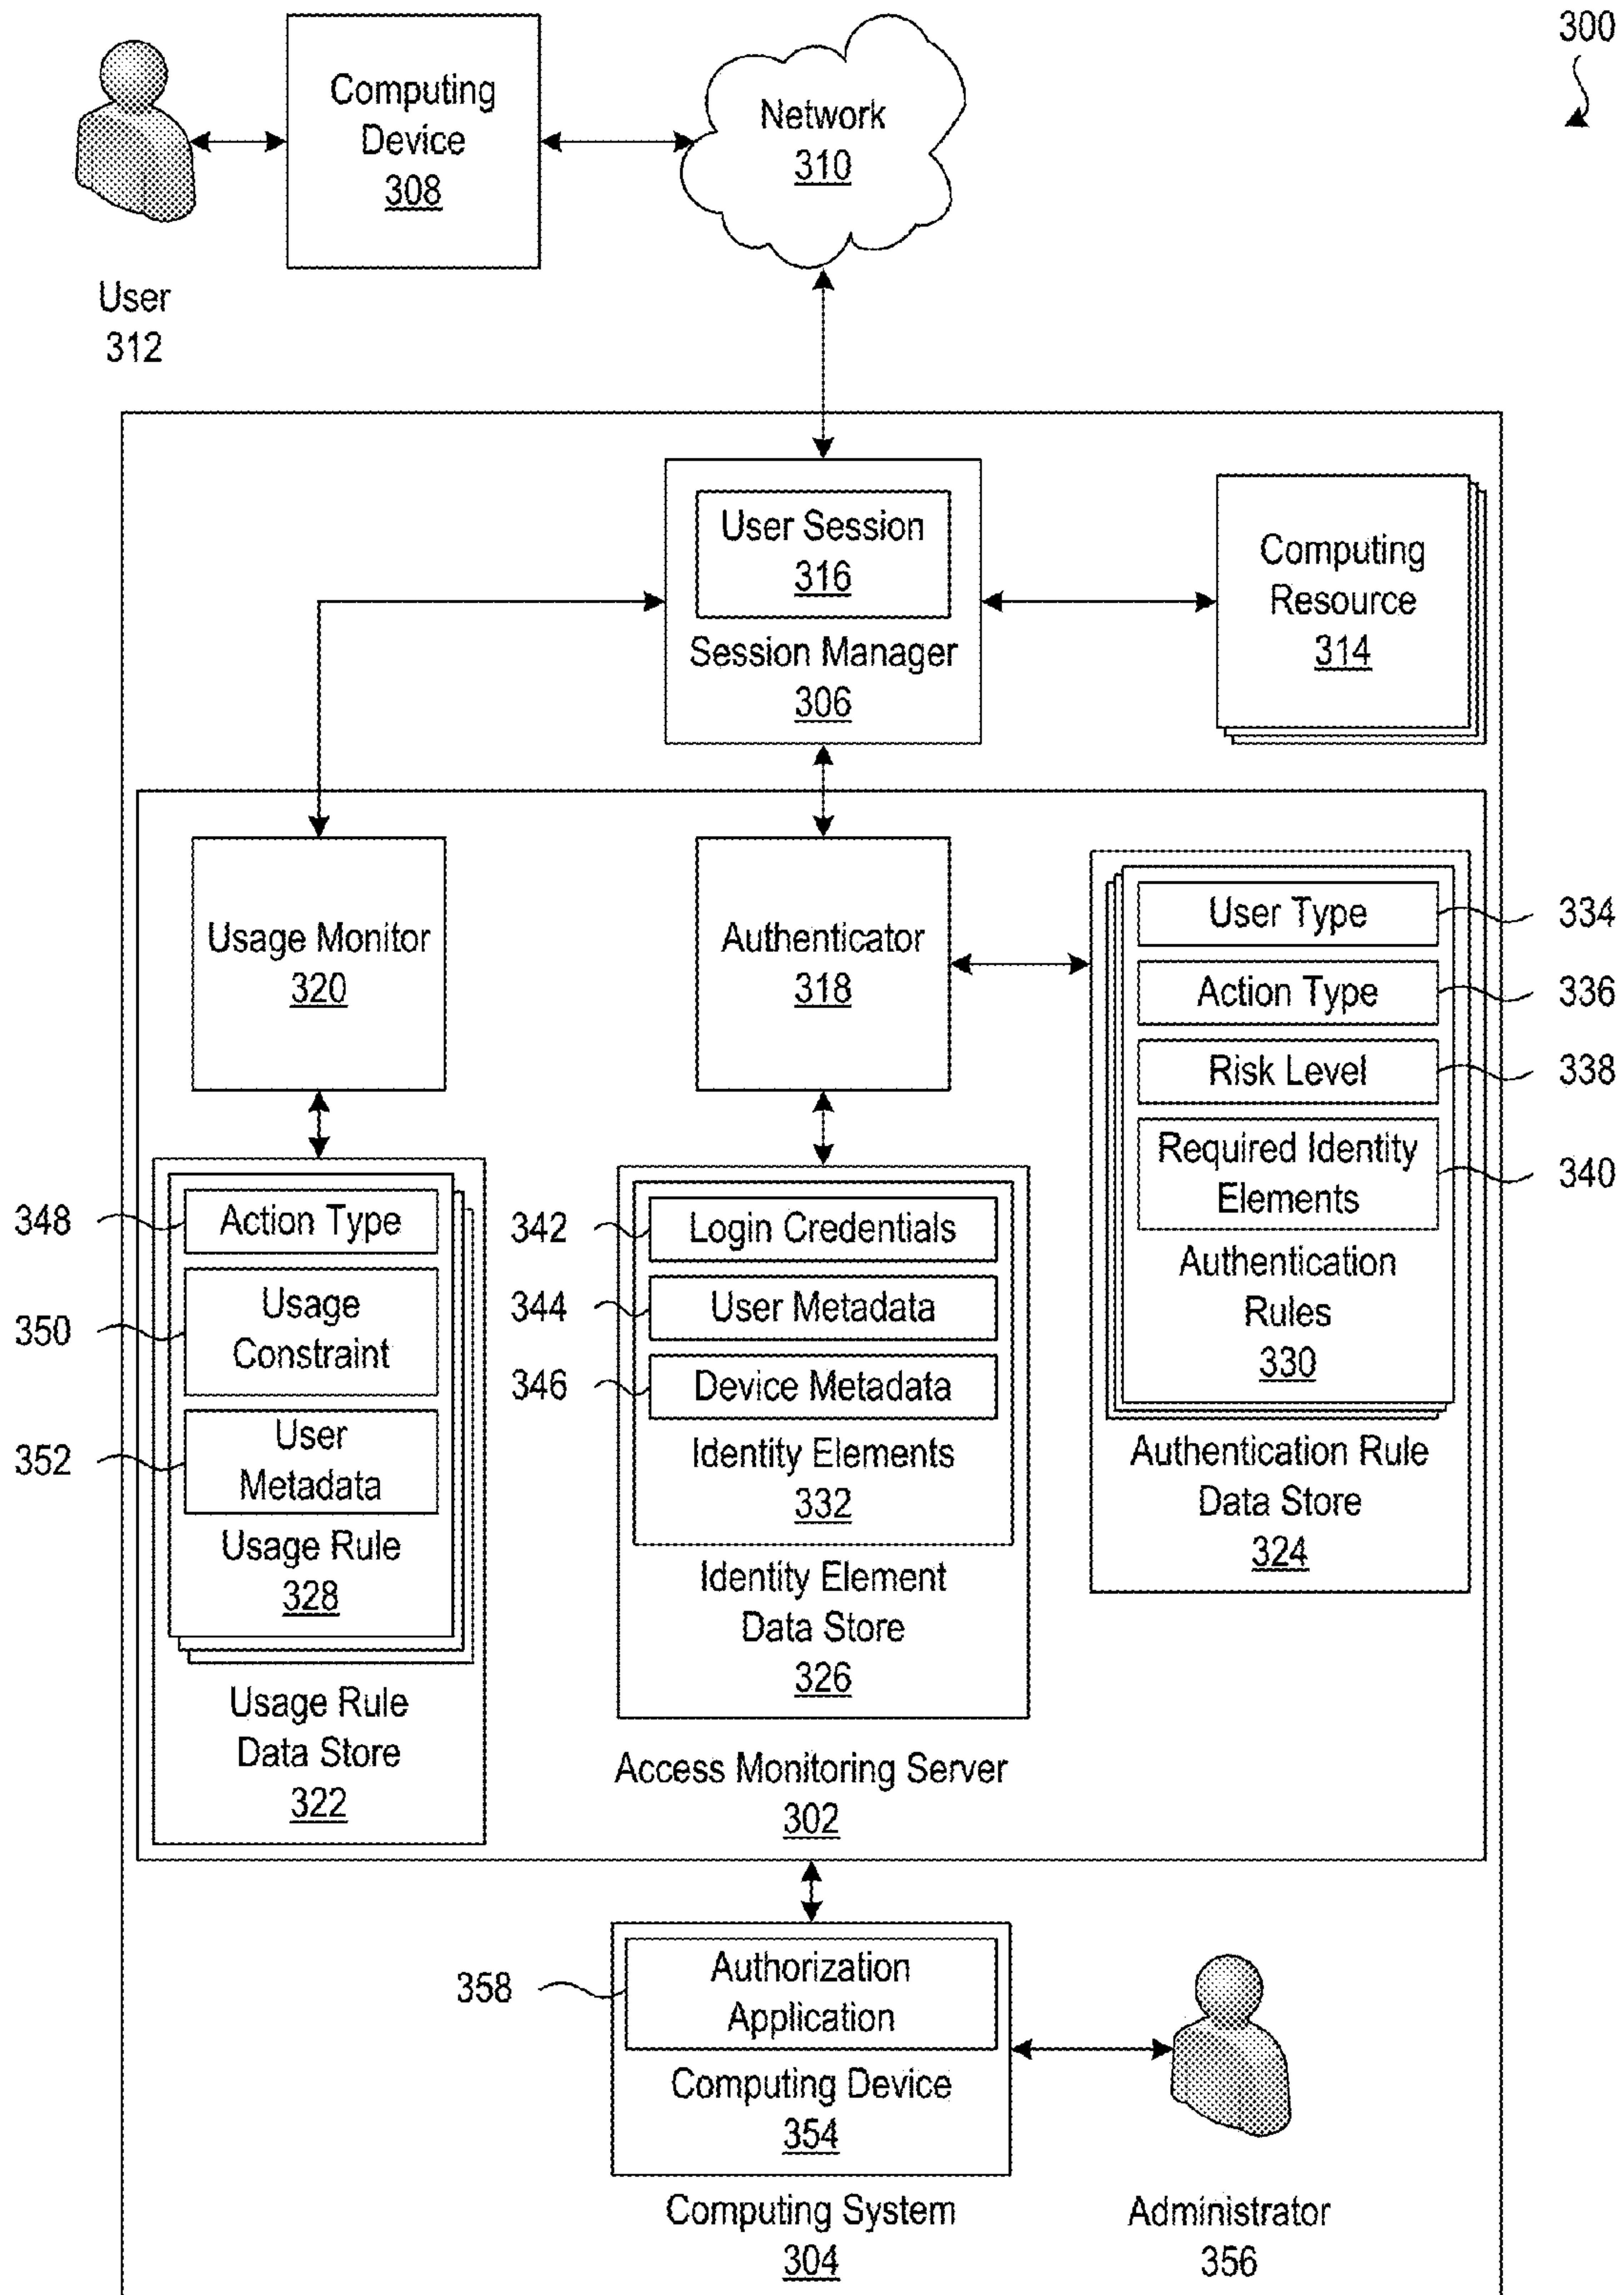 300
Computing
Device
308
Network
310
User
312
User Session
316
Session Manager
306
Computing
Resource
314
Usage Monitor
320
Authenticator
318
User Type
334
Action Type
336
Risk Level
338
Required Identity
Elements
340
Authentication
Rules
330
Authentication Rule
Data Store
324
348
Action Type
350
Usage
Constraint
352
User
Metadata
Usage Rule
328
Usage Rule
Data Store
322
342
Login Credentials
344
User Metadata
346
Device Metadata
Identity Elements
332
Identity Element
Data Store
326
Access Monitoring Server
302
358
Authorization
Application
Computing Device
354
Computing System
304
Administrator
356